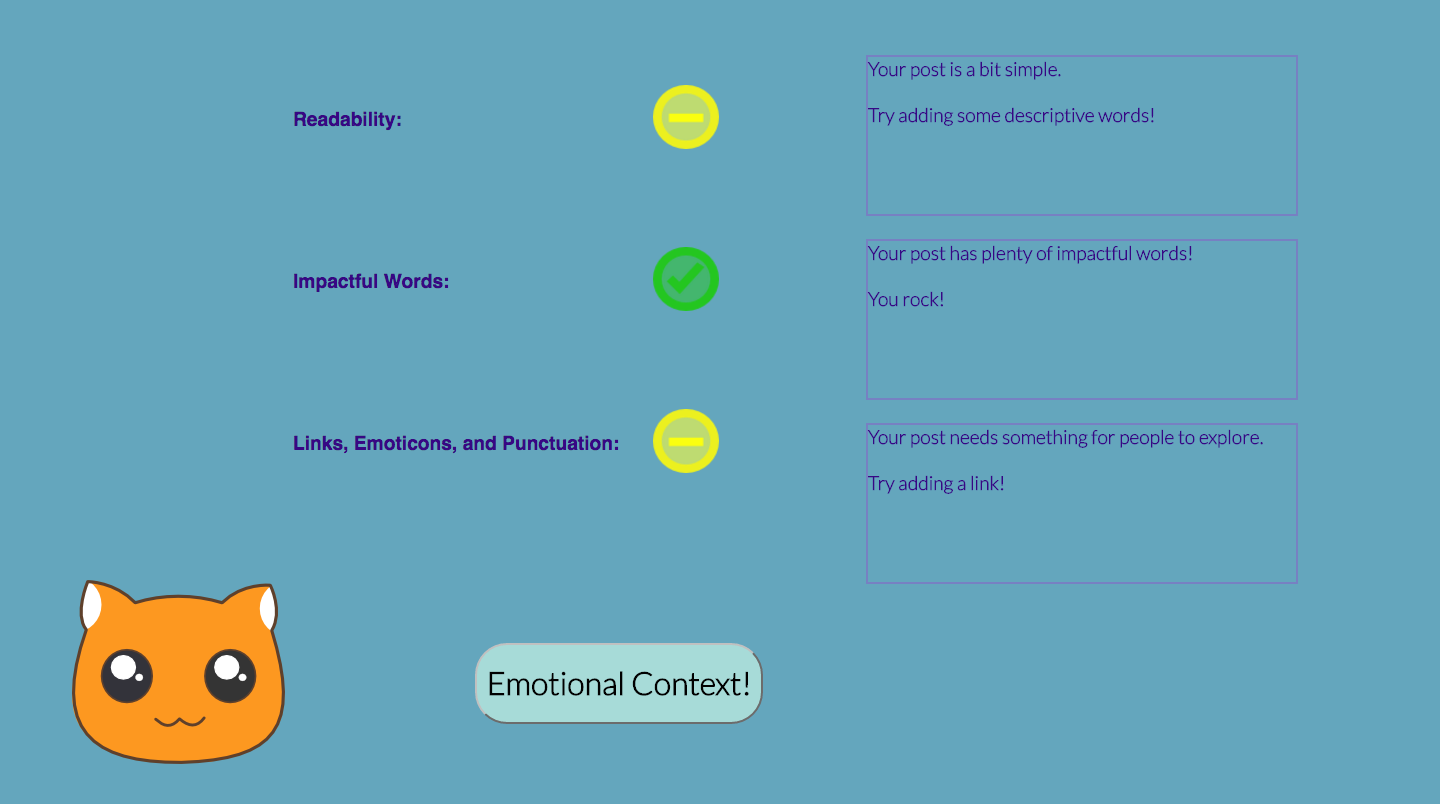 Readability:
Your post is a bit simple.
Try adding some descriptive words!
Impactful Words:
Your post has plenty of impactful words!
You rock!
Links, Emoticons, and Punctuation:
Your post needs something for people to explore.
Try adding a link!
Emotional Context!